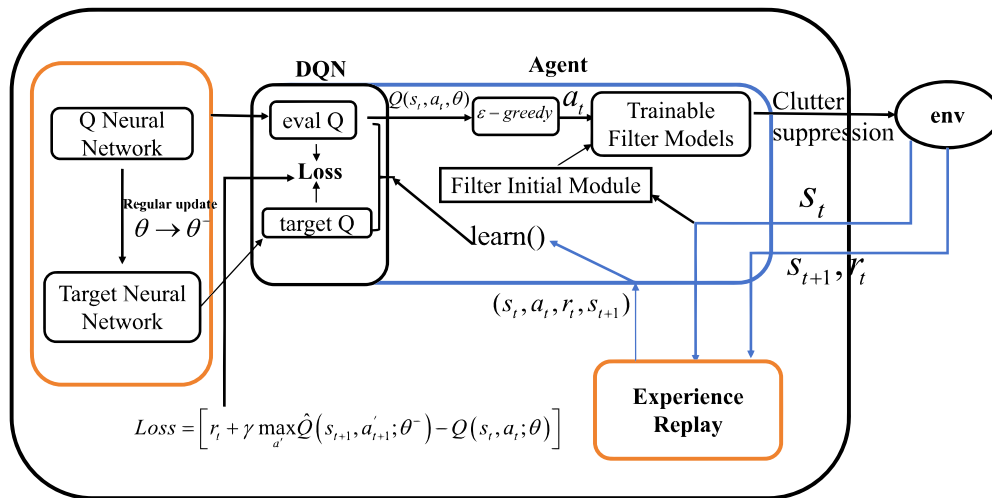 DQN
Agent
Q Neural
Network
Regular update
θ → θ⁻
Target Neural
Network
eval Q
Loss
target Q
Q(s_t, a_t, θ)
ε − greedy
a_t
Trainable
Filter Models
Filter Initial Module
learn()
Clutter
suppression
env
s_t
s_{t+1}, r_t
(s_t, a_t, r_t, s_{t+1})
Experience
Replay
Loss = [r_t + γ max_{a'} Q̂(s_{t+1}, a'_{t+1}; θ⁻) − Q(s_t, a_t; θ)]